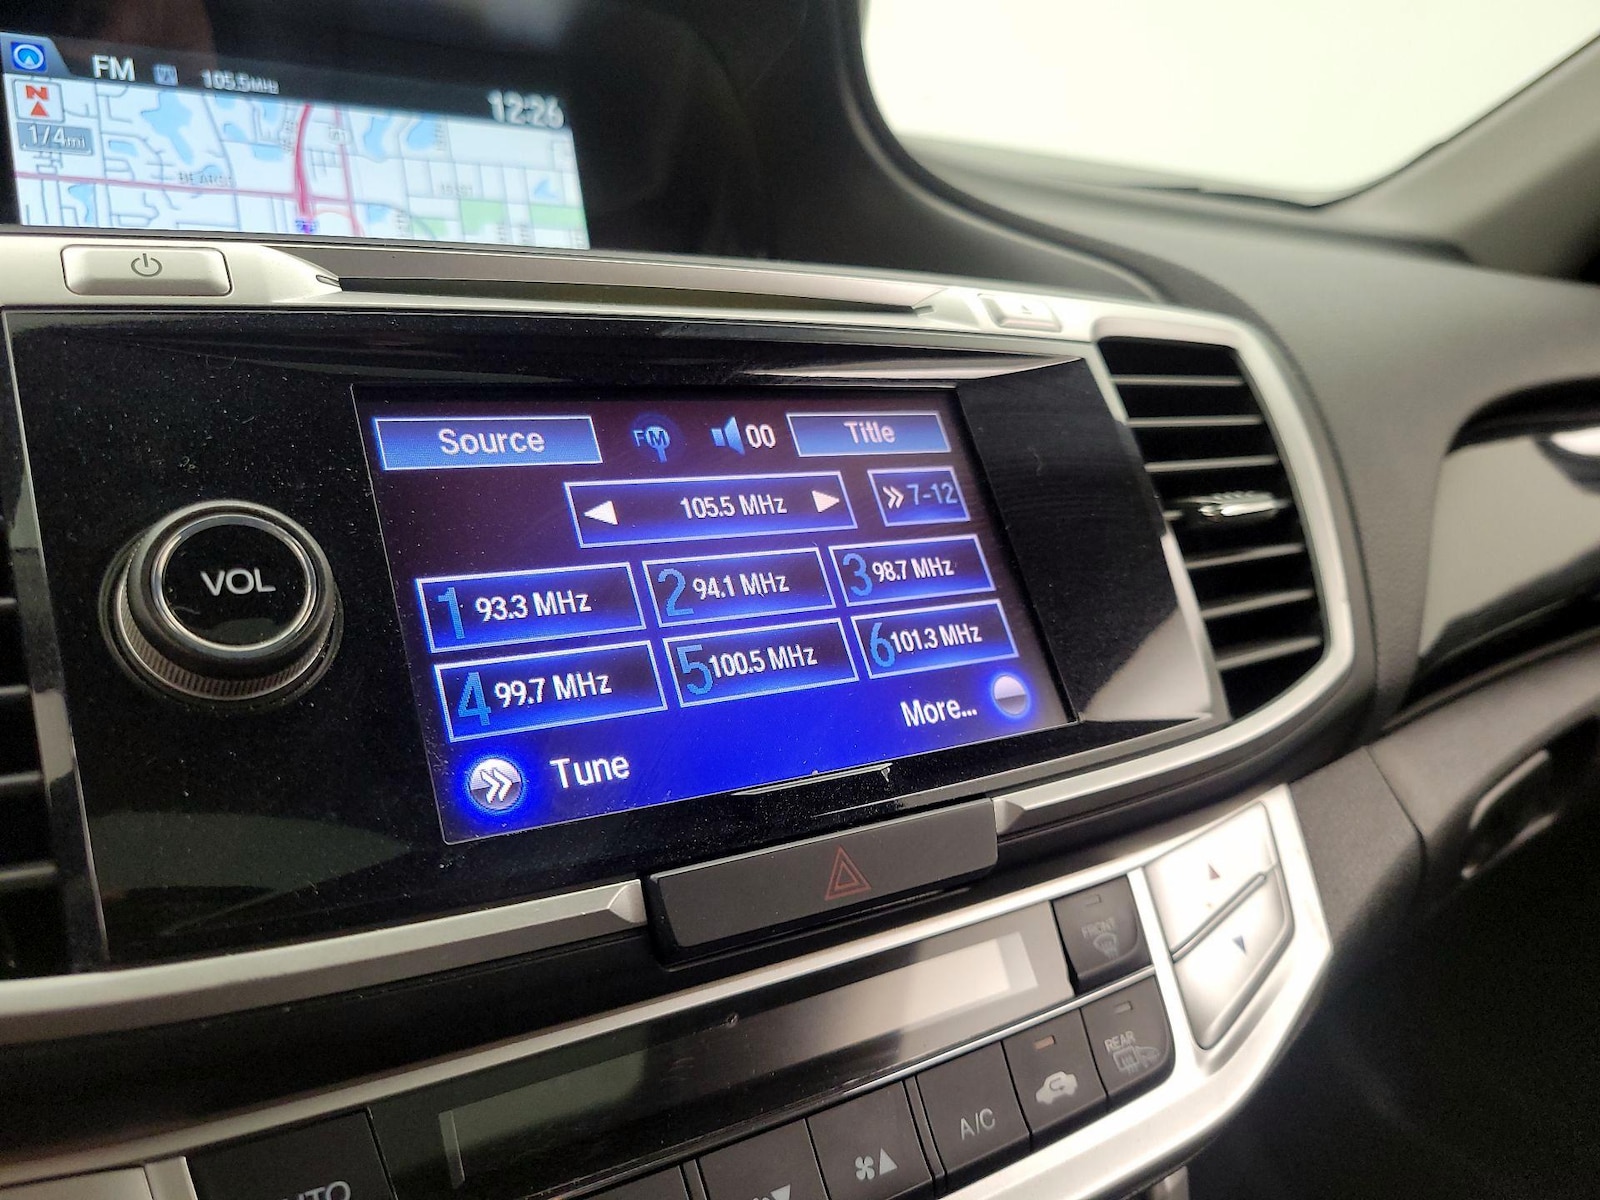 FM 105.5MHz
12:26
N
1/4mi
Source FM 00 Title
105.5 MHz
7-12
VOL
1 93.3 MHz
2 94.1 MHz
3 98.7 MHz
4 99.7 MHz
5 100.5 MHz
6 101.3 MHz
More...
Tune
FRONT
REAR
A/C
UTO